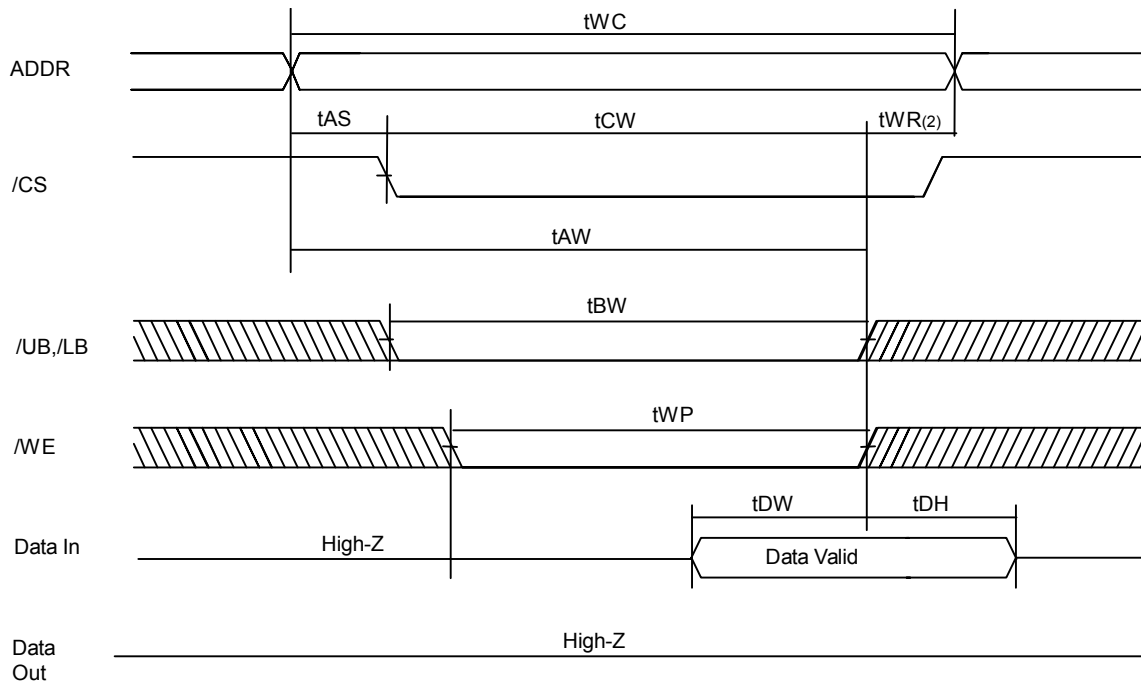 tWC
ADDR
tAS
tCW
tWR(2)
/CS
tAW
tBW
/UB,/LB
tWP
/WE
tDW
tDH
Data In
High-Z
Data Valid
High-Z
Data
Out